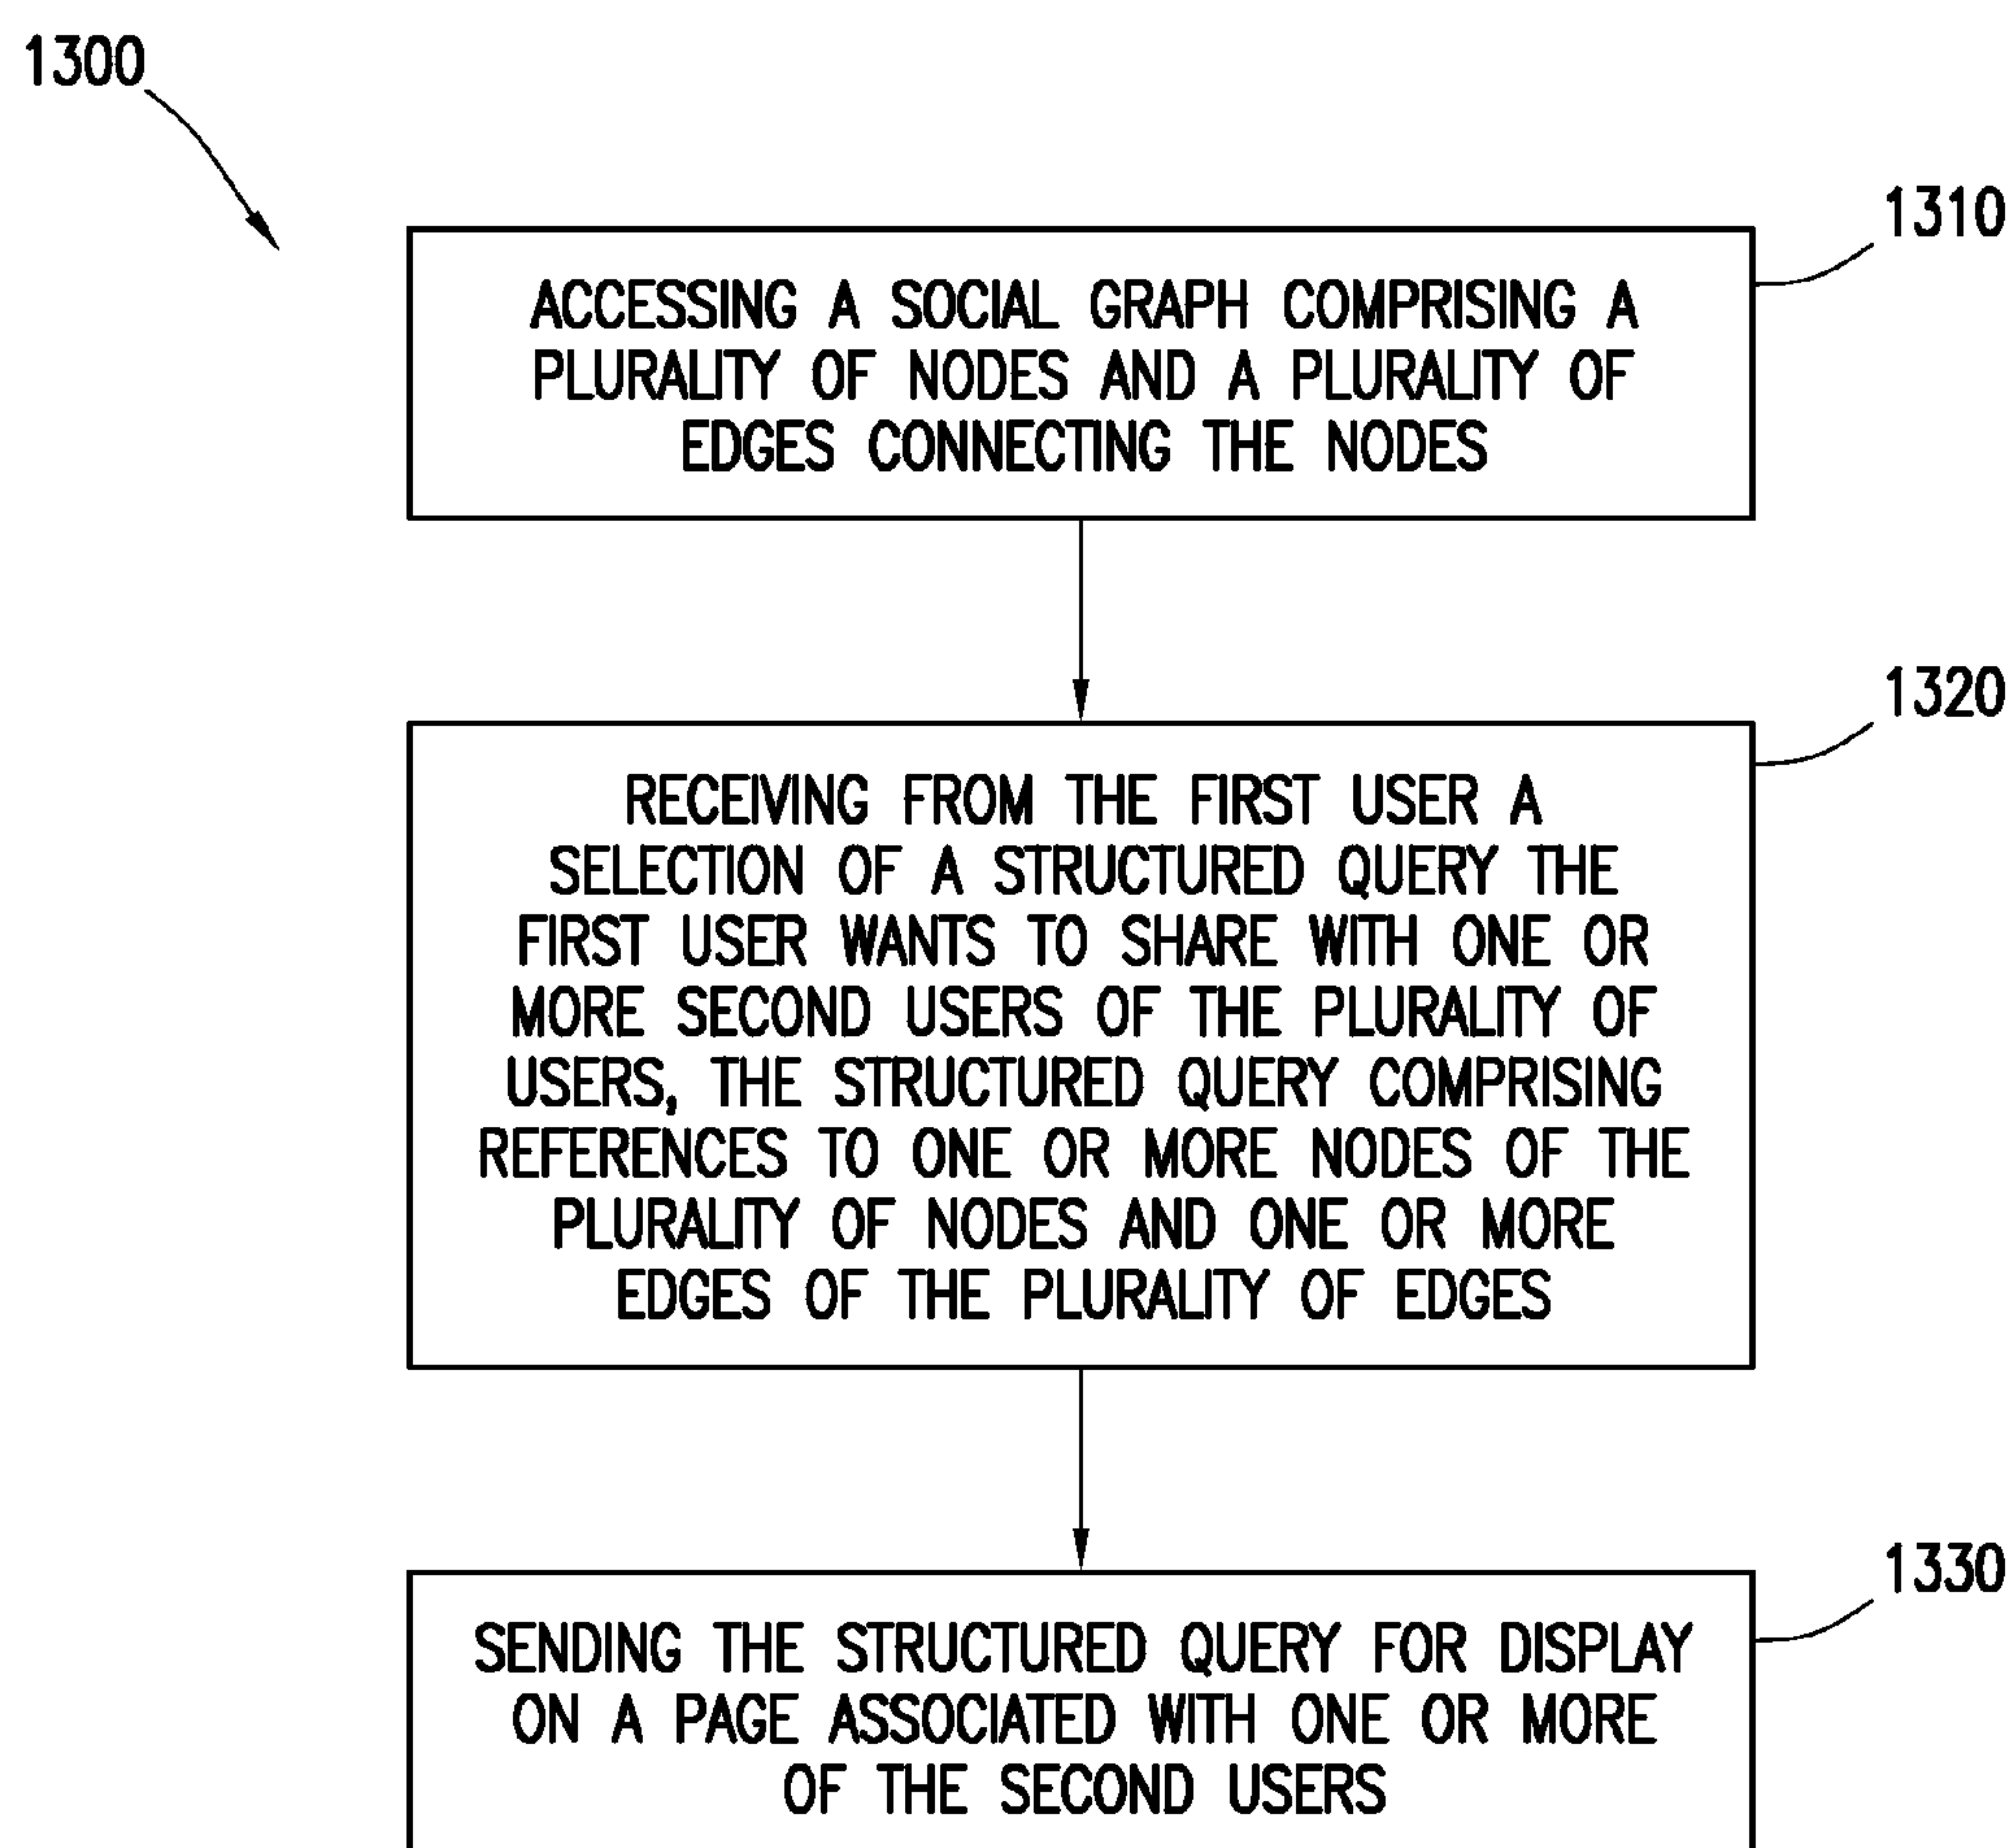 1300
1310
ACCESSING A SOCIAL GRAPH COMPRISING A
PLURALITY OF NODES AND A PLURALITY OF
EDGES CONNECTING THE NODES
1320
RECEIVING FROM THE FIRST USER A
SELECTION OF A STRUCTURED QUERY THE
FIRST USER WANTS TO SHARE WITH ONE OR
MORE SECOND USERS OF THE PLURALITY OF
USERS, THE STRUCTURED QUERY COMPRISING
REFERENCES TO ONE OR MORE NODES OF THE
PLURALITY OF NODES AND ONE OR MORE
EDGES OF THE PLURALITY OF EDGES
1330
SENDING THE STRUCTURED QUERY FOR DISPLAY
ON A PAGE ASSOCIATED WITH ONE OR MORE
OF THE SECOND USERS